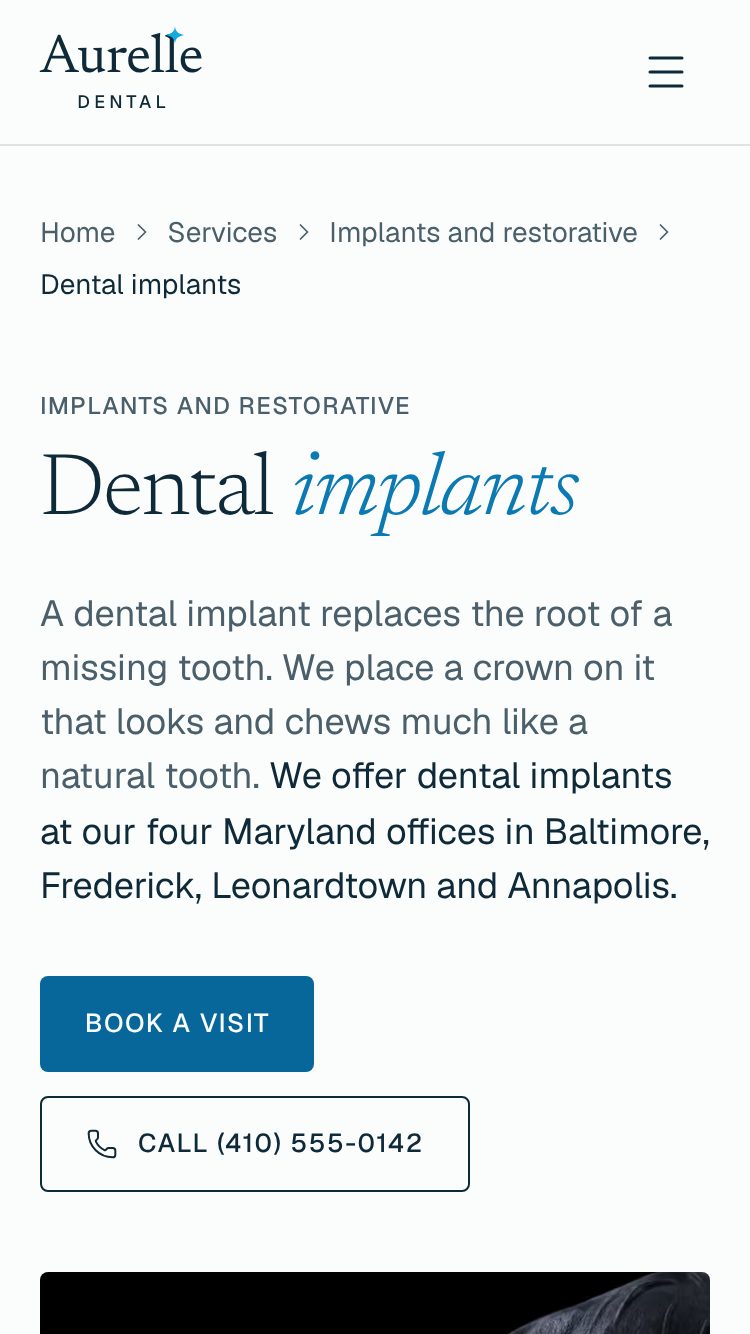 Aurelle
DENTAL
Home > Services > Implants and restorative >
Dental implants
IMPLANTS AND RESTORATIVE
Dental implants
A dental implant replaces the root of a
missing tooth. We place a crown on it
that looks and chews much like a
natural tooth. We offer dental implants
at our four Maryland offices in Baltimore,
Frederick, Leonardtown and Annapolis.
BOOK A VISIT
CALL (410) 555-0142